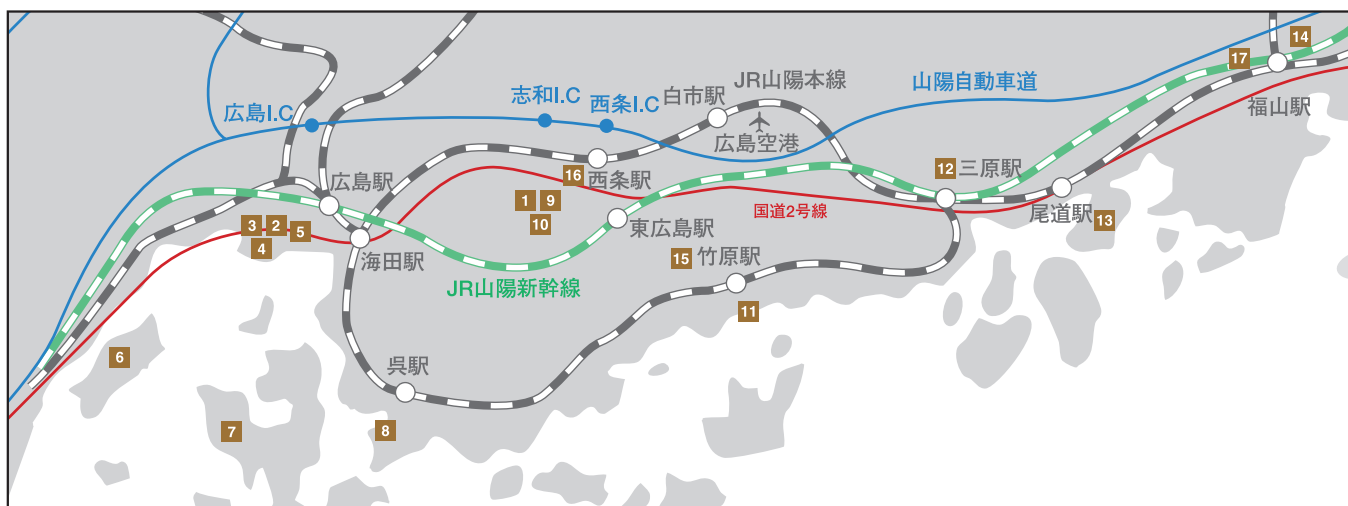 14
17
JR山陽本線
山陽自動車道
志和I.C
西条I.C
白市駅
広島I.C
福山駅
広島空港
広島駅
16
西条駅
12
三原駅
1
9
国道2号線
尾道駅
13
3
2
5
10
東広島駅
4
海田駅
15
竹原駅
JR山陽新幹線
11
6
呉駅
7
8